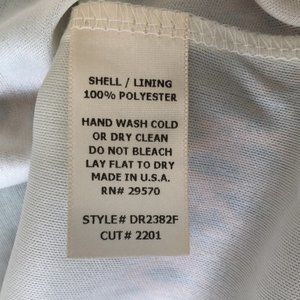 SHELL / LINING
100% POLYESTER
HAND WASH COLD
OR DRY CLEAN
DO NOT BLEACH
LAY FLAT TO DRY
MADE IN U.S.A.
RN# 29570
STYLE# DR2382F
CUT# 2201